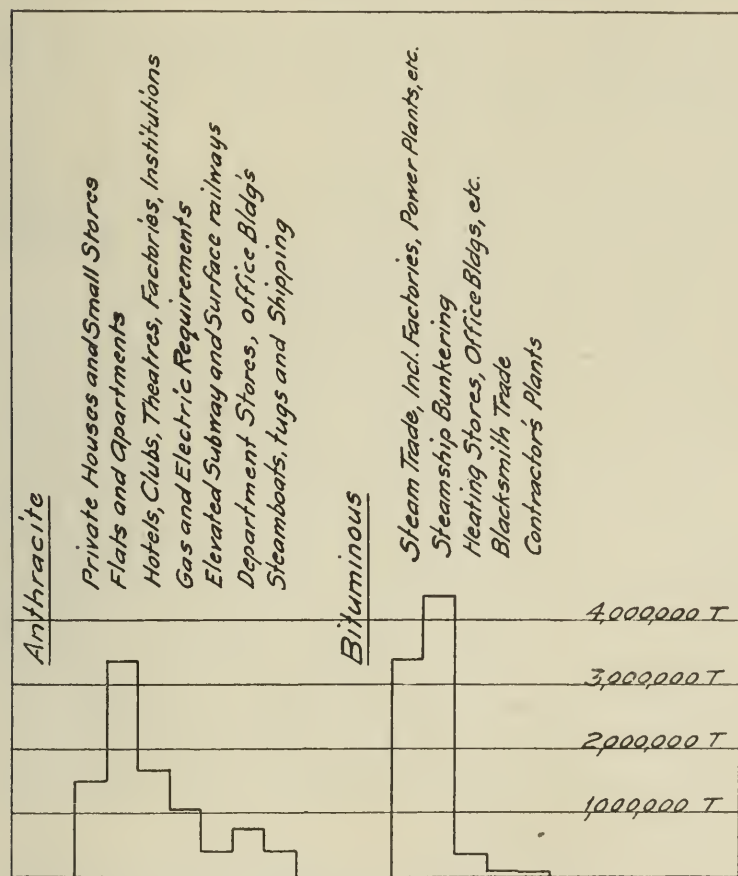 Anthracite
Private Houses and Small Stores
Flats and Apartments
Hotels, Clubs, Theatres, Factories, Institutions
Gas and Electric Requirements
Elevated Subway and Surface railways
Department Stores, office Bldg's
Steamboats, tugs and Shipping
Bituminous
Steam Trade, Incl. Factories, Power Plants, etc.
Steamship Bunkering
Heating Stores, Office Bldgs, etc.
Blacksmith Trade
Contractor's Plants
4,000,000 T
3,000,000 T
2,000,000 T
1,000,000 T